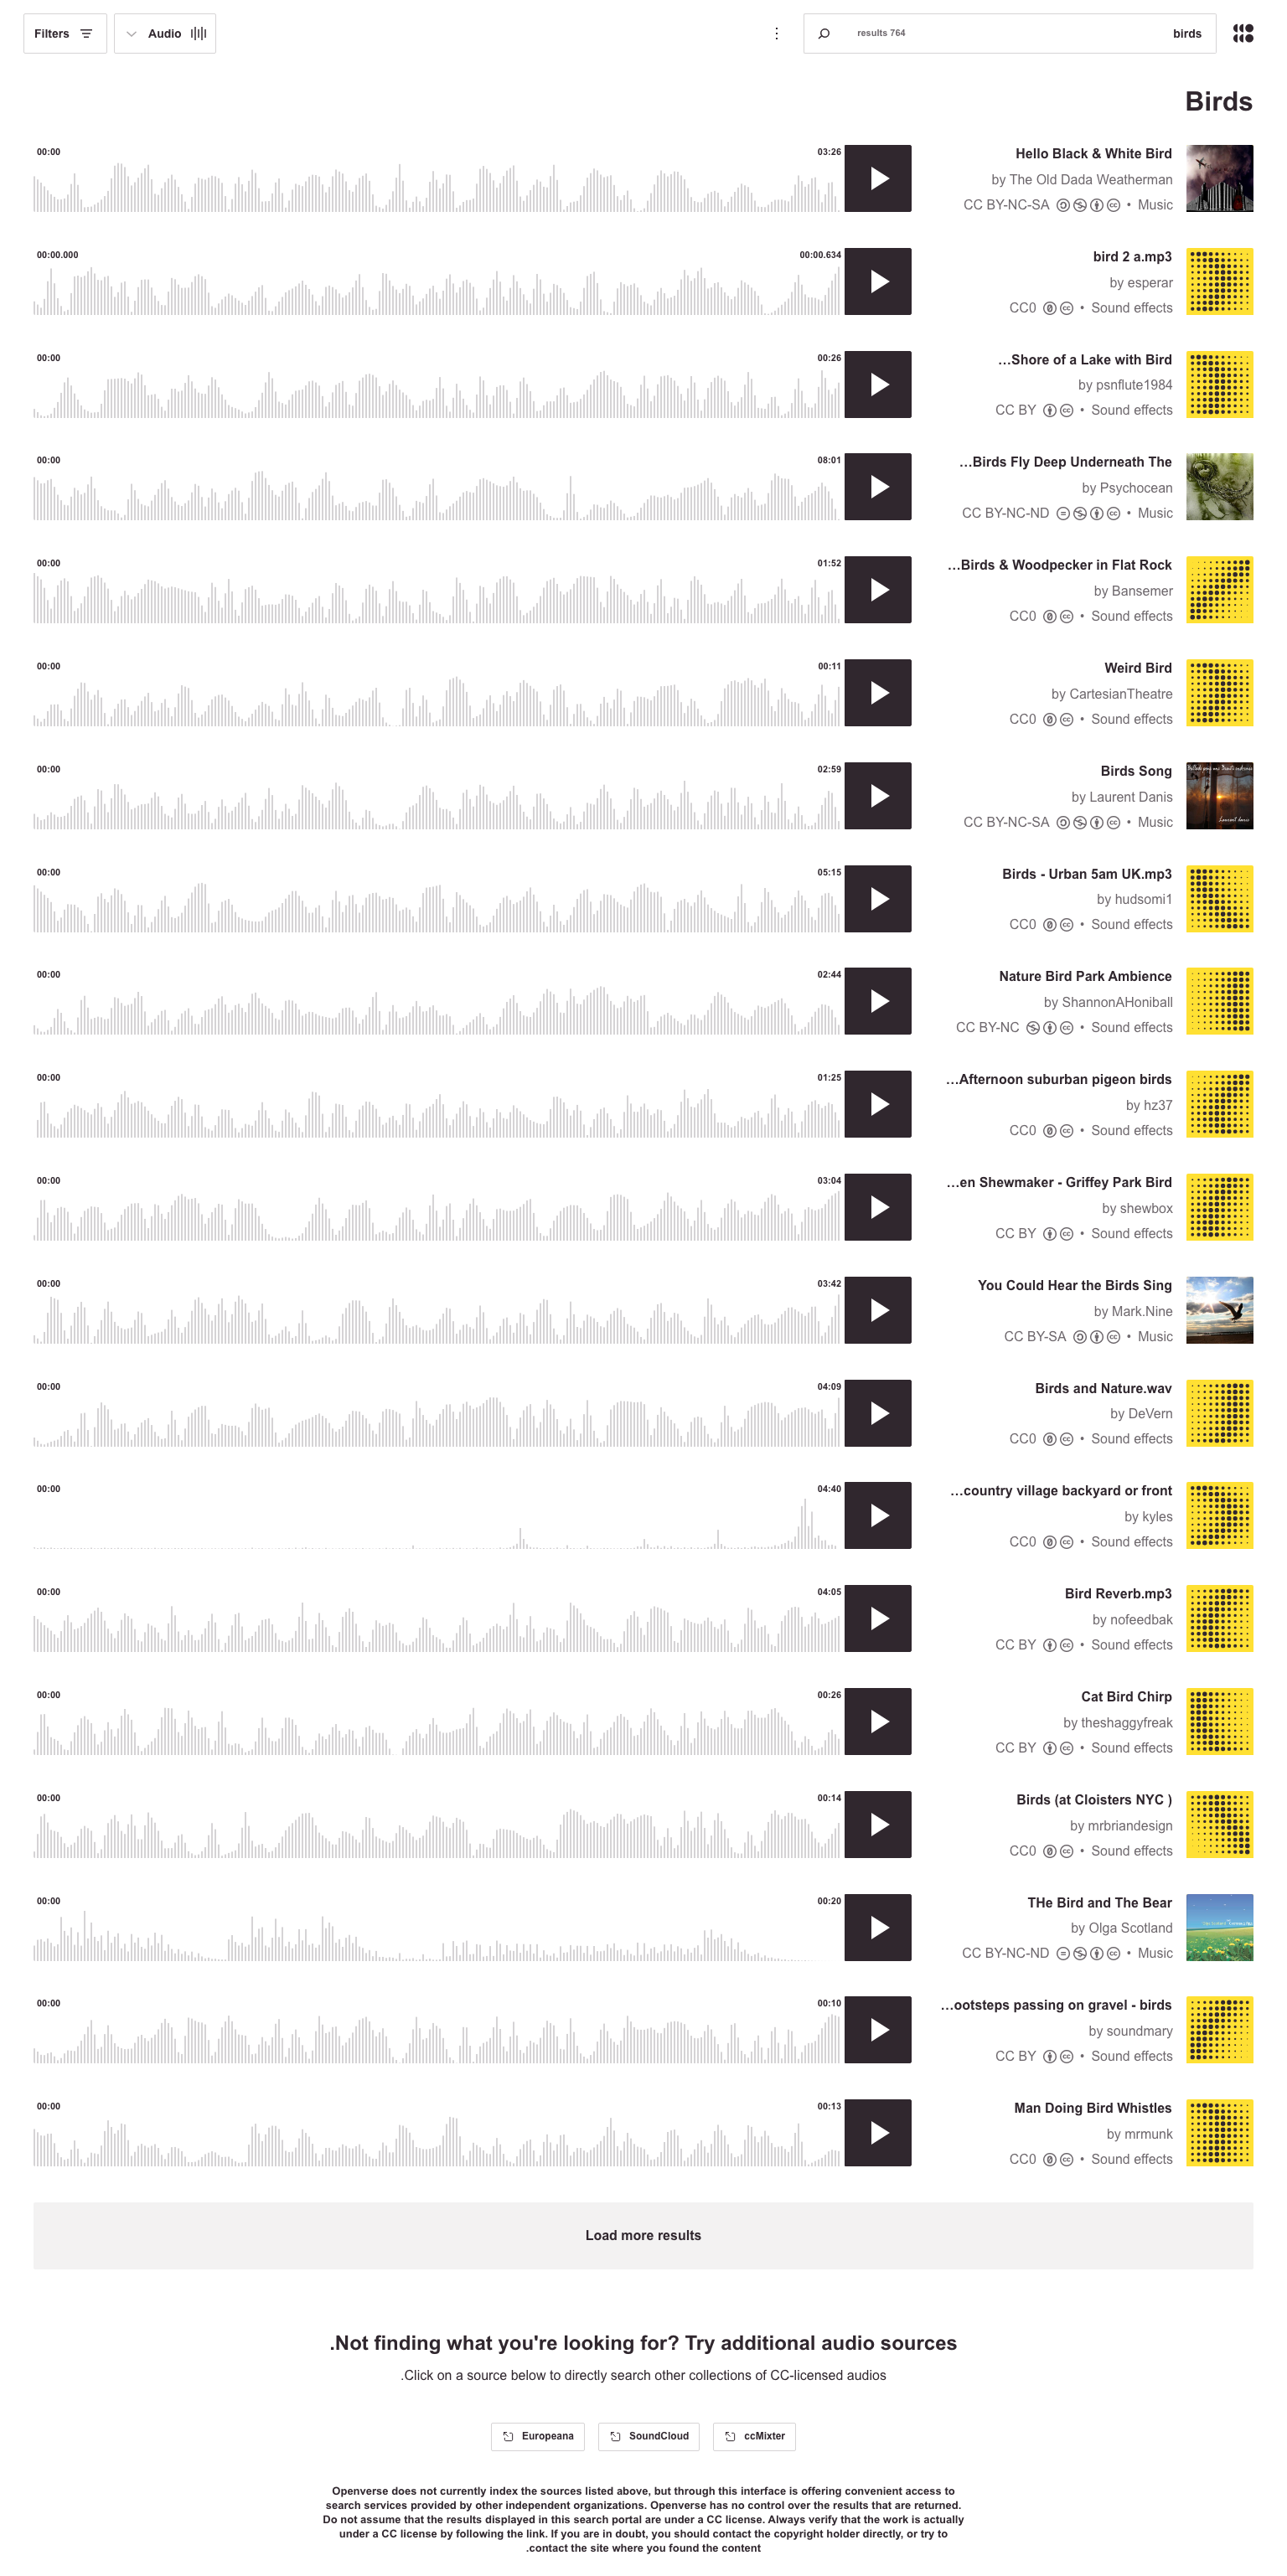 Filters
Audio
results 764
birds
Birds
00:00
03:26
Hello Black & White Bird
by The Old Dada Weatherman
CC BY-NC-SA • Music
00:00.000
00:00.634
bird 2 a.mp3
by esperar
CC0 • Sound effects
00:00
00:26
...Shore of a Lake with Bird
by psnflute1984
CC BY • Sound effects
00:00
08:01
...Birds Fly Deep Underneath The
by Psychocean
CC BY-NC-ND • Music
00:00
01:52
...Birds & Woodpecker in Flat Rock
by Bansemer
CC0 • Sound effects
00:00
00:11
Weird Bird
by CartesianTheatre
CC0 • Sound effects
00:00
02:59
Birds Song
by Laurent Danis
CC BY-NC-SA • Music
00:00
05:15
Birds - Urban 5am UK.mp3
by hudsomi1
CC0 • Sound effects
00:00
02:44
Nature Bird Park Ambience
by ShannonAHoniball
CC BY-NC • Sound effects
00:00
01:25
...Afternoon suburban pigeon birds
by hz37
CC0 • Sound effects
00:00
03:04
...en Shewmaker - Griffey Park Bird
by shewbox
CC BY • Sound effects
00:00
03:42
You Could Hear the Birds Sing
by Mark.Nine
CC BY-SA • Music
00:00
04:09
Birds and Nature.wav
by DeVern
CC0 • Sound effects
00:00
04:40
...country village backyard or front
by kyles
CC0 • Sound effects
00:00
04:05
Bird Reverb.mp3
by nofeedbak
CC BY • Sound effects
00:00
00:26
Cat Bird Chirp
by theshaggyfreak
CC BY • Sound effects
00:00
00:14
Birds (at Cloisters NYC )
by mrbriandesign
CC0 • Sound effects
00:00
00:20
THe Bird and The Bear
by Olga Scotland
CC BY-NC-ND • Music
00:00
00:10
...ootsteps passing on gravel - birds
by soundmary
CC BY • Sound effects
00:00
00:13
Man Doing Bird Whistles
by mrmunk
CC0 • Sound effects
Load more results
.Not finding what you're looking for? Try additional audio sources
.Click on a source below to directly search other collections of CC-licensed audios
Europeana
SoundCloud
ccMixter
Openverse does not currently index the sources listed above, but through this interface is offering convenient access to
search services provided by other independent organizations. Openverse has no control over the results that are returned.
Do not assume that the results displayed in this search portal are under a CC license. Always verify that the work is actually
under a CC license by following the link. If you are in doubt, you should contact the copyright holder directly, or try to
.contact the site where you found the content